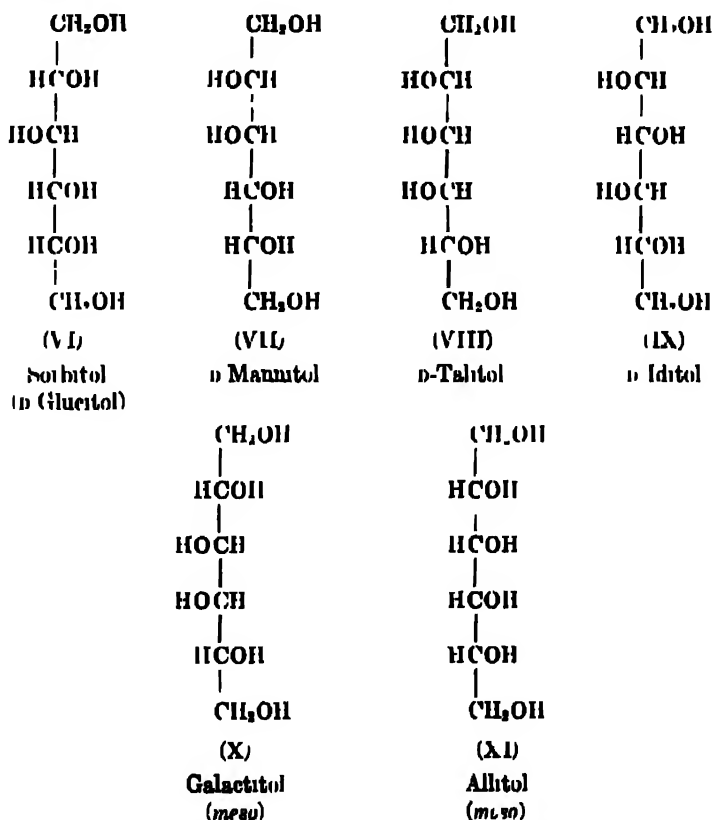 CH₂OH CH₂OH CH₂OH CH₂OH
HCOH HOCH HOCH HOCH
HOCH HOCH HOCH HCOH
HCOH HCOH HOCH HOCH
HCOH HCOH HCOH HCOH
CH₂OH CH₂OH CH₂OH CH₂OH
(VI) (VII) (VIII) (IX)
Sorbitol D Mannitol D-Talitol D Iditol
(D Glucitol)
CH₂OH CH₂OH
HCOH HCOH
HOCH HCOH
HOCH HCOH
HCOH HCOH
CH₂OH CH₂OH
(X) (XI)
Galactitol Allitol
(meso) (meso)